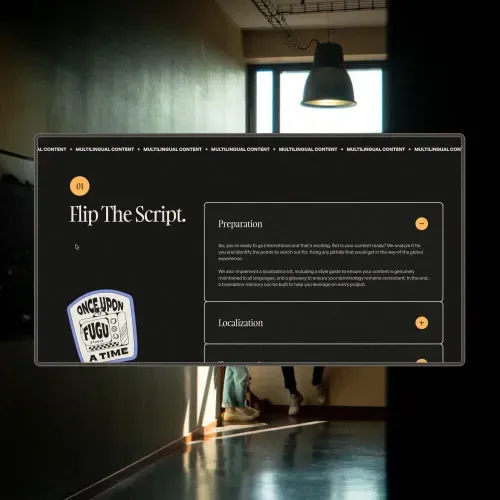 AL CONTENT • MULTILINGUAL CONTENT • MULTILINGUAL CONTENT • MULTILINGUAL CONTENT • MULTILINGUAL CONTENT • MULTILINGUAL CONTENT • MULTILINGUAL CON
01
Flip The Script.
Preparation
So, you're ready to go international and that's exciting. But is your content ready? We analyze it for
you and identify the points to watch out for, fixing any pitfalls that could get in the way of the global
experience.
We also implement a localization kit, including a style guide to ensure your content is genuinely
maintained in all languages, and a glossary to ensure your terminology remains consistent. In the end,
a translation memory can be built to help you leverage on every project.
Localization
ONCE UPON
FUGU
A TIME